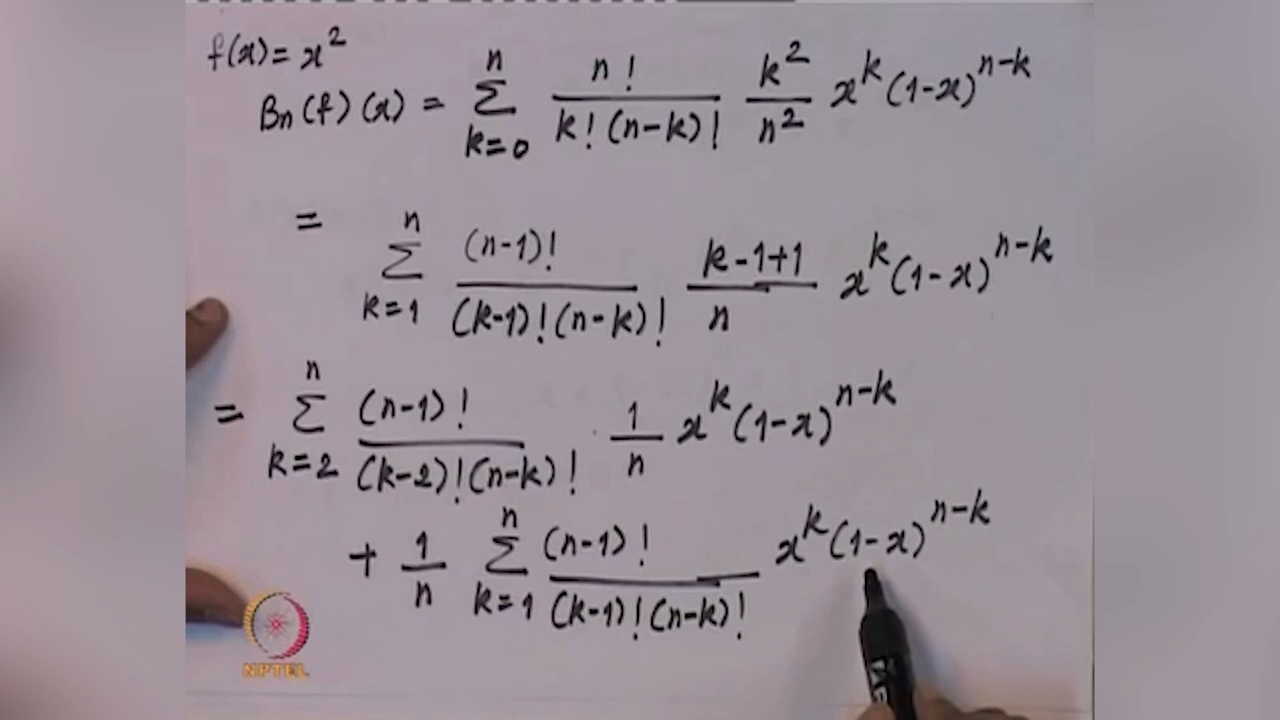 f(x) = x²
Bn(f)(x) = Σ_{k=0}^{n} n!/(k!(n-k)!) k²/n² x^k (1-x)^{n-k}
= Σ_{k=1}^{n} (n-1)!/((k-1)!(n-k)!) (k-1+1)/n x^k (1-x)^{n-k}
= Σ_{k=2}^{n} (n-1)!/((k-2)!(n-k)!) · 1/n x^k (1-x)^{n-k}
+ 1/n Σ_{k=1}^{n} (n-1)!/((k-1)!(n-k)!) x^k (1-x)^{n-k}
NPTEL